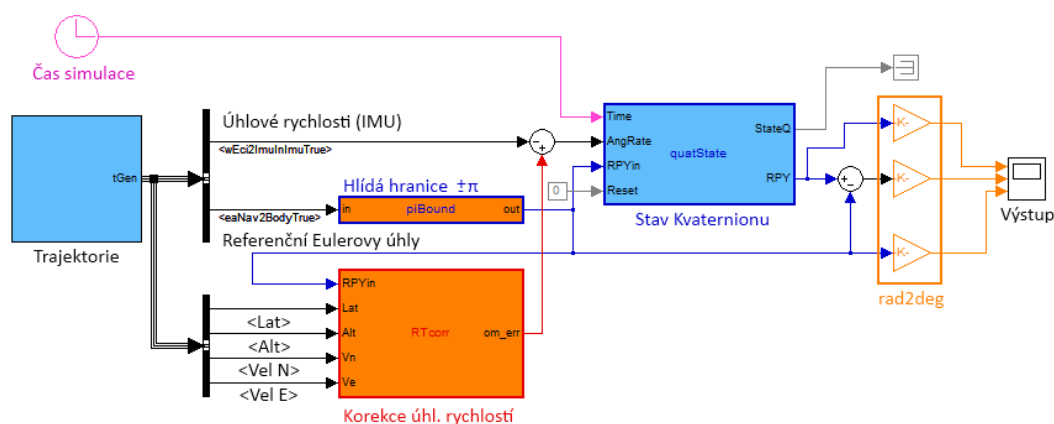 Čas simulace
Trajektorie
tGen
Úhlové rychlosti (IMU)
<wEci2ImuInImuTrue>
Hlídá hranice ±π
<eaNav2BodyTrue>
in
piBound
out
Referenční Eulerovy úhly
Time
AngRate
RPYin
Reset
0
quatState
StateQ
RPY
Stav Kvaternionu
-K-
-K-
-K-
rad2deg
Výstup
<Lat>
<Alt>
<Vel N>
<Vel E>
RPYin
Lat
Alt
Vn
Ve
RTcorr
om_err
Korekce úhl. rychlostí